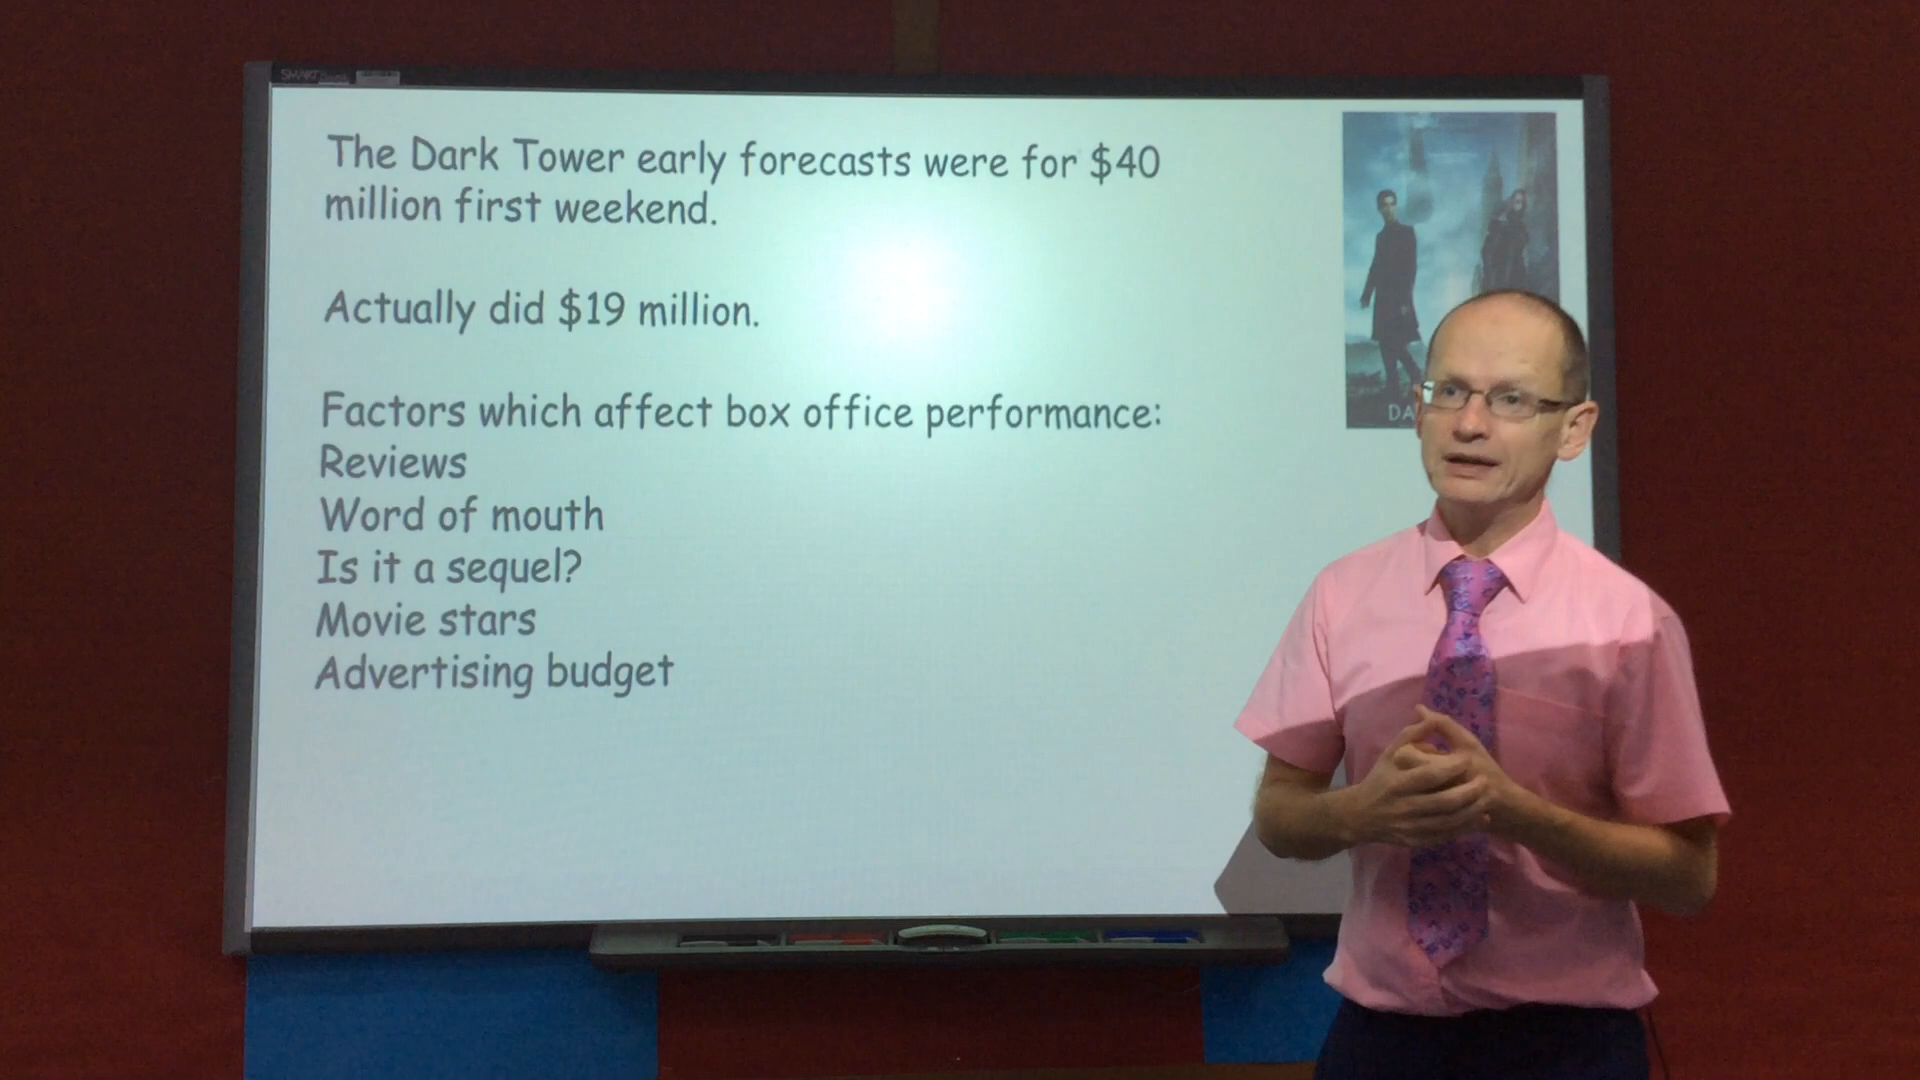 SMART
The Dark Tower early forecasts were for $40
million first weekend.
Actually did $19 million.
Factors which affect box office performance:
Reviews
Word of mouth
Is it a sequel?
Movie stars
Advertising budget